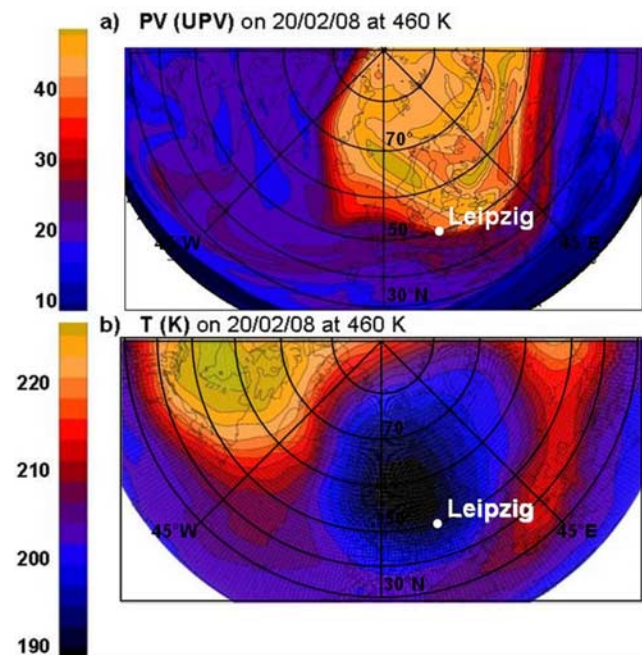 a) PV (UPV) on 20/02/08 at 460 K
40
30
20
10
70°
50
30 N
45 W
45 E
Leipzig
b) T (K) on 20/02/08 at 460 K
220
210
200
190
70
50
30 N
45°W
45°E
Leipzig